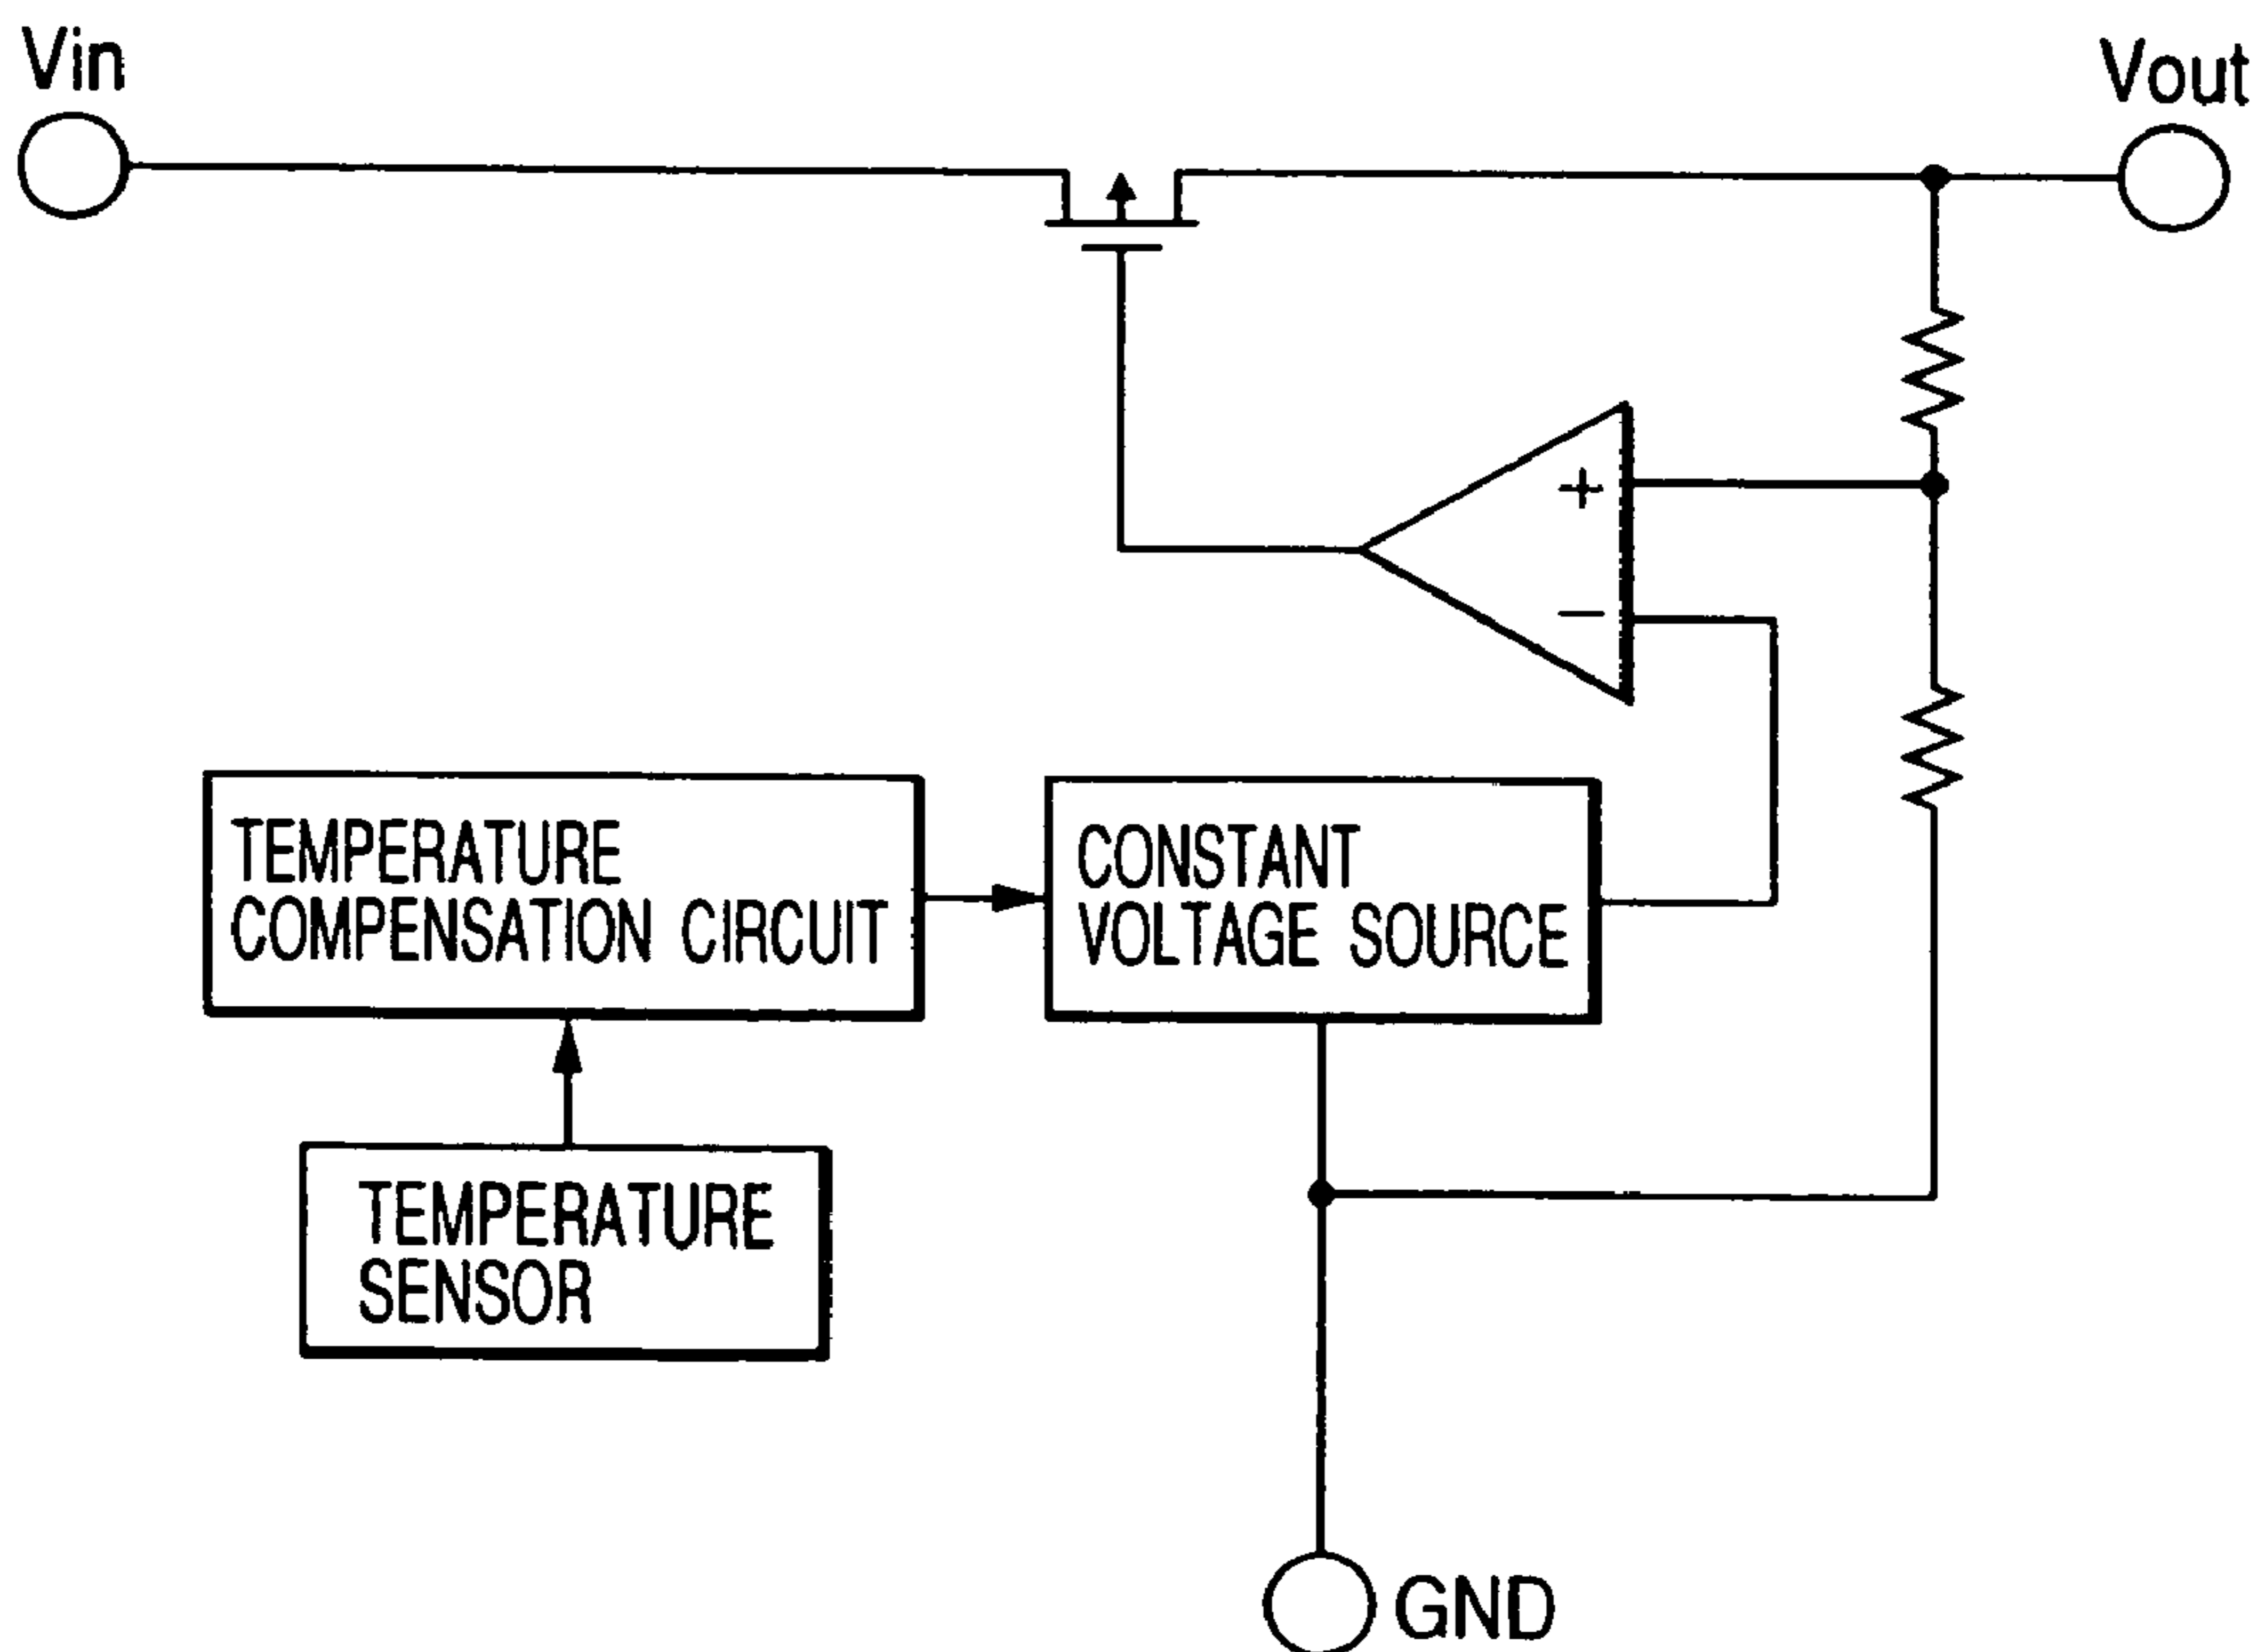 Vin
Vout
+
−
TEMPERATURE
COMPENSATION CIRCUIT
CONSTANT
VOLTAGE SOURCE
TEMPERATURE
SENSOR
GND